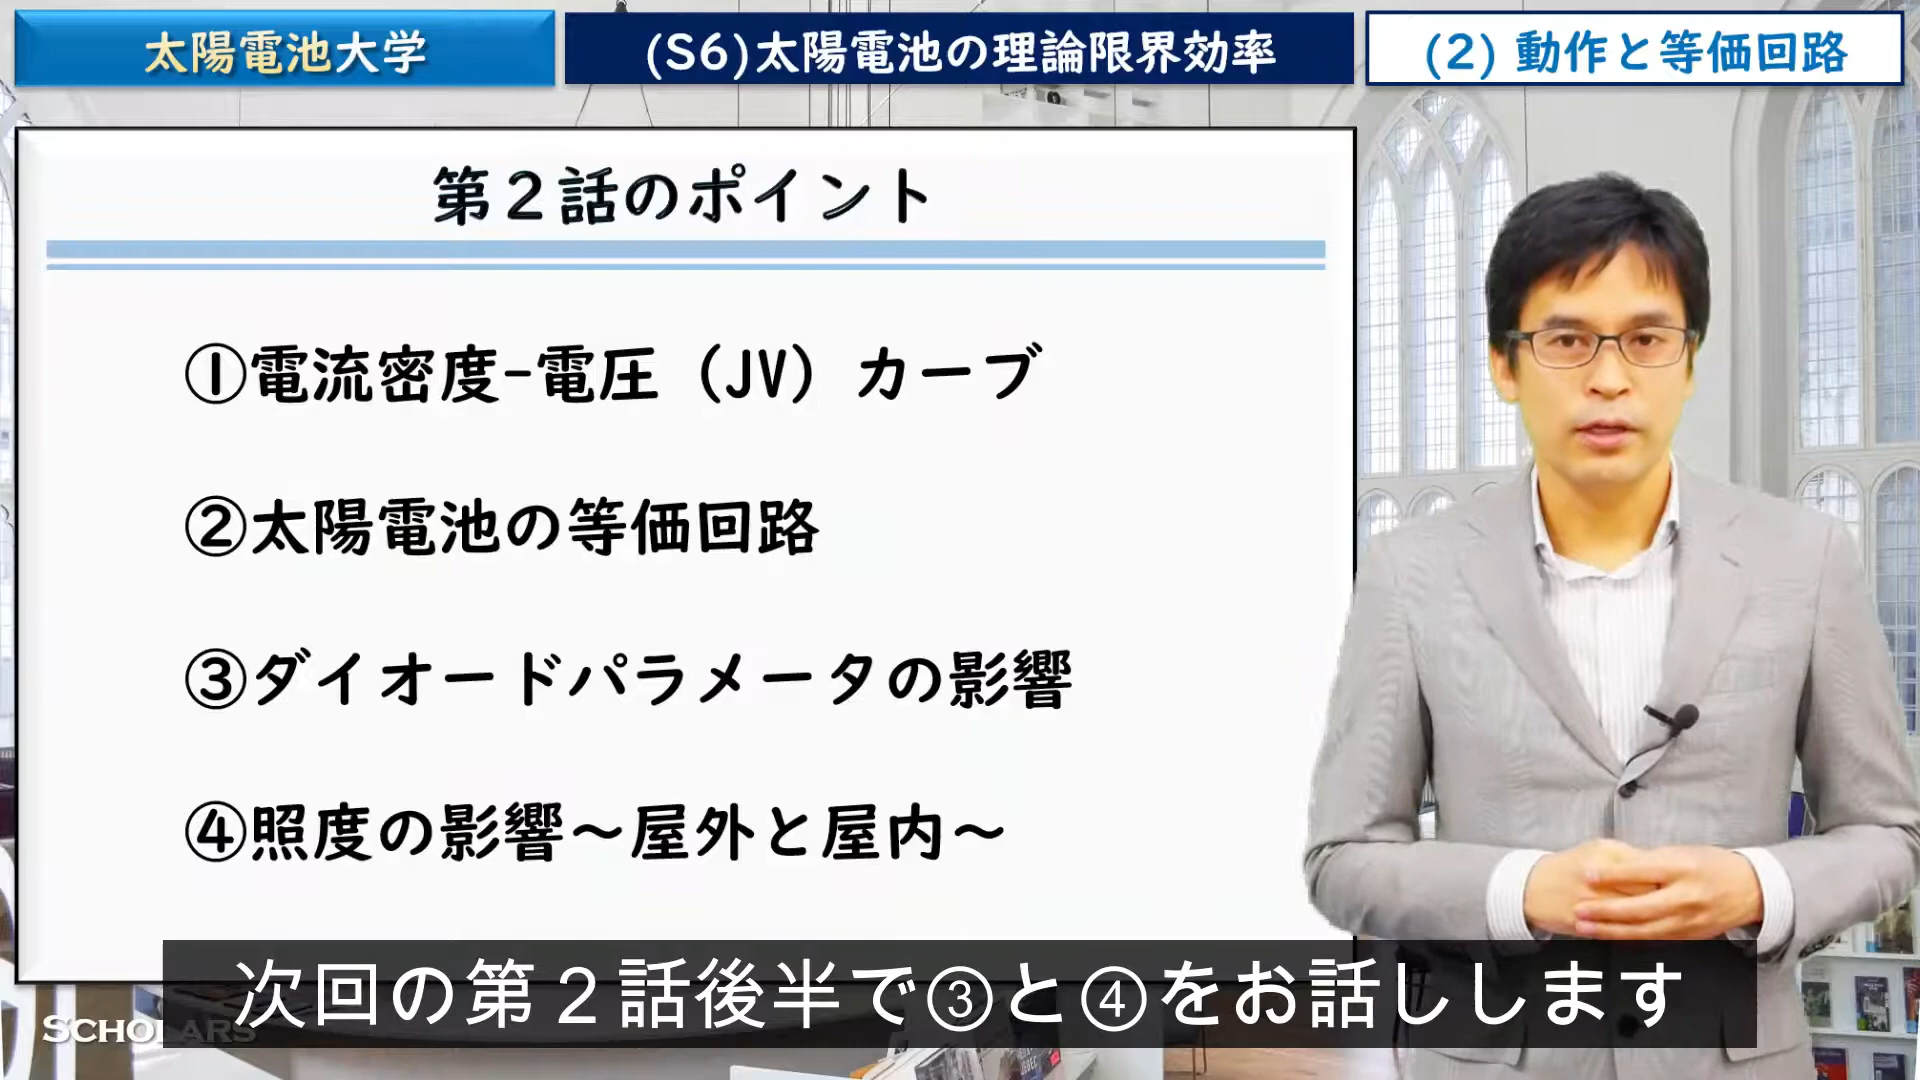 太陽電池大学
(S6)太陽電池の理論限界効率
(2) 動作と等価回路
第２話のポイント
①電流密度-電圧（JV）カーブ
②太陽電池の等価回路
③ダイオードパラメータの影響
④照度の影響～屋外と屋内～
次回の第２話後半で③と④をお話しします
SCHOLARS